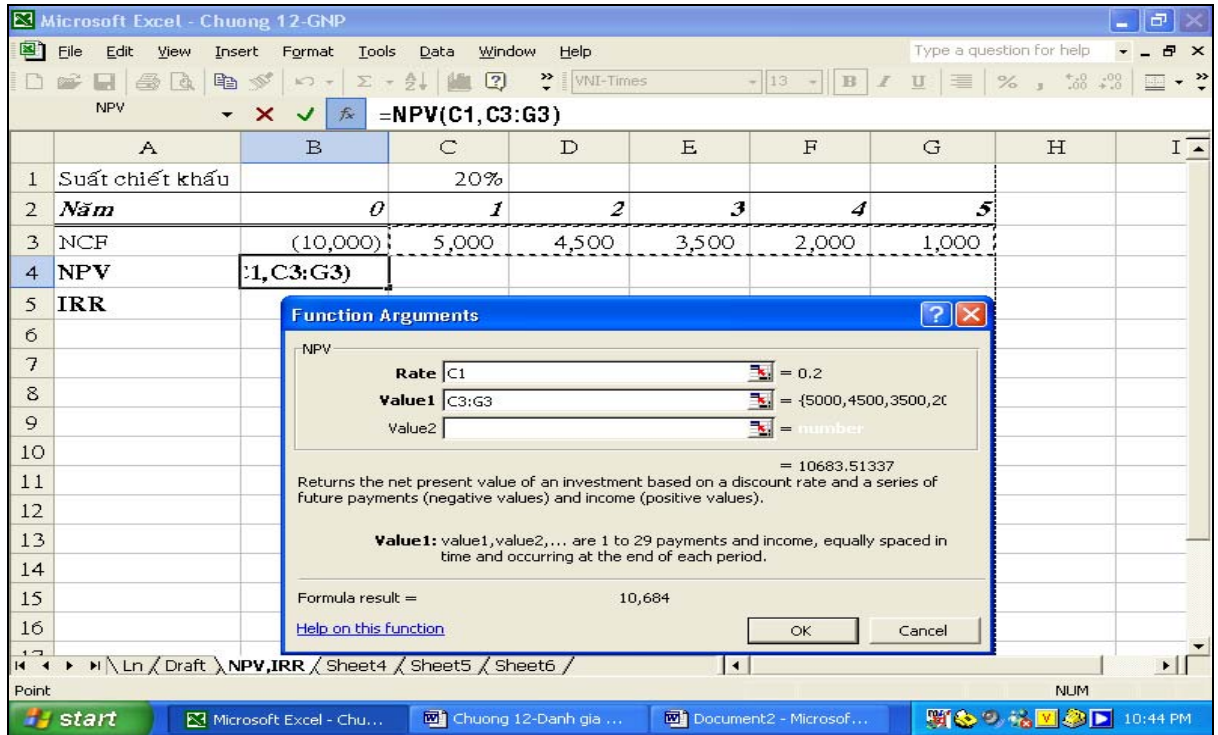 Microsoft Excel - Chuong 12-GNP
File Edit View Insert Format Tools Data Window Help Type a question for help
VNI-Times 13 B I U % ,
NPV =NPV(C1,C3:G3)
A B C D E F G H I
1 Suất chiết khấu 20%
2 Năm 0 1 2 3 4 5
3 NCF (10,000) 5,000 4,500 3,500 2,000 1,000
4 NPV C1,C3:G3)
5 IRR
6
7
8
9
10
11
12
13
14
15
16
17
Function Arguments
NPV
Rate C1 = 0.2
Value1 C3:G3 = {5000,4500,3500,20
Value2 = number
= 10683.51337
Returns the net present value of an investment based on a discount rate and a series of
future payments (negative values) and income (positive values).
Value1: value1,value2,... are 1 to 29 payments and income, equally spaced in
time and occurring at the end of each period.
Formula result = 10,684
Help on this function OK Cancel
Ln Draft NPV,IRR Sheet4 Sheet5 Sheet6
Point NUM
start Microsoft Excel - Chu... Chuong 12-Danh gia ... Document2 - Microsof... 10:44 PM